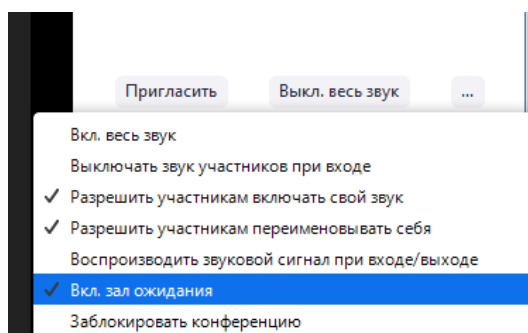 Пригласить Выкл. весь звук ...
Вкл. весь звук
Выключать звук участников при входе
Разрешить участникам включать свой звук
Разрешить участникам переименовывать себя
Воспроизводить звуковой сигнал при входе/выходе
Вкл. зал ожидания
Заблокировать конференцию